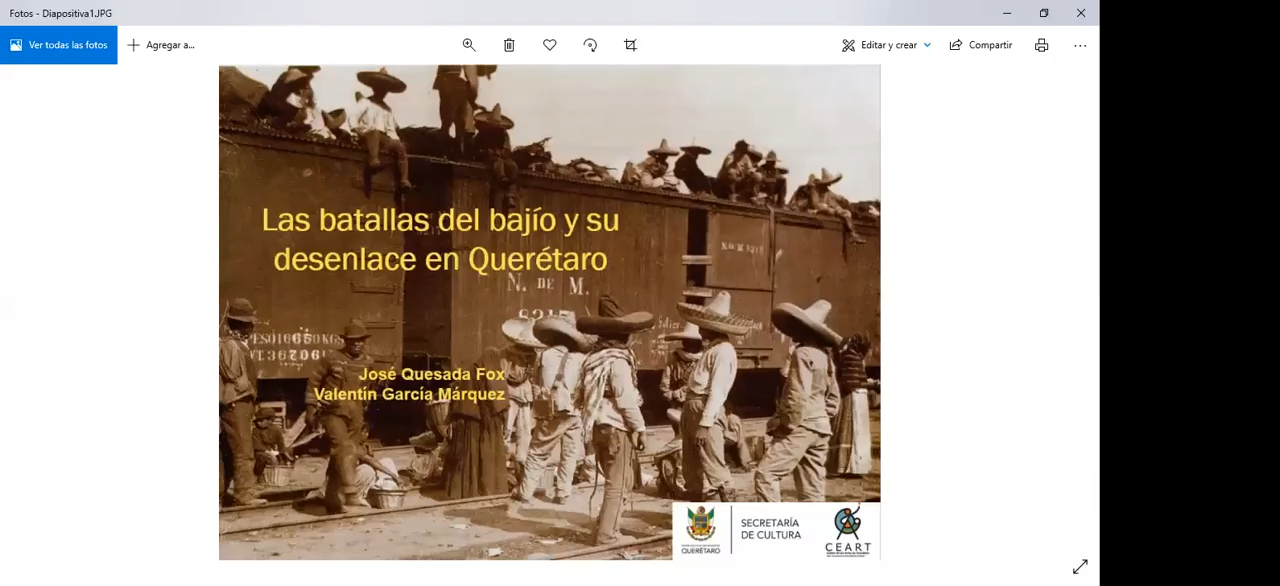 Fotos - Diapositiva1.JPG
Ver todas las fotos
Agregar a...
Editar y crear
Compartir
Las batallas del bajío y su
desenlace en Querétaro
N. DE M.
José Quesada Fox
Valentín García Márquez
QUERÉTARO
SECRETARÍA
DE CULTURA
CEART